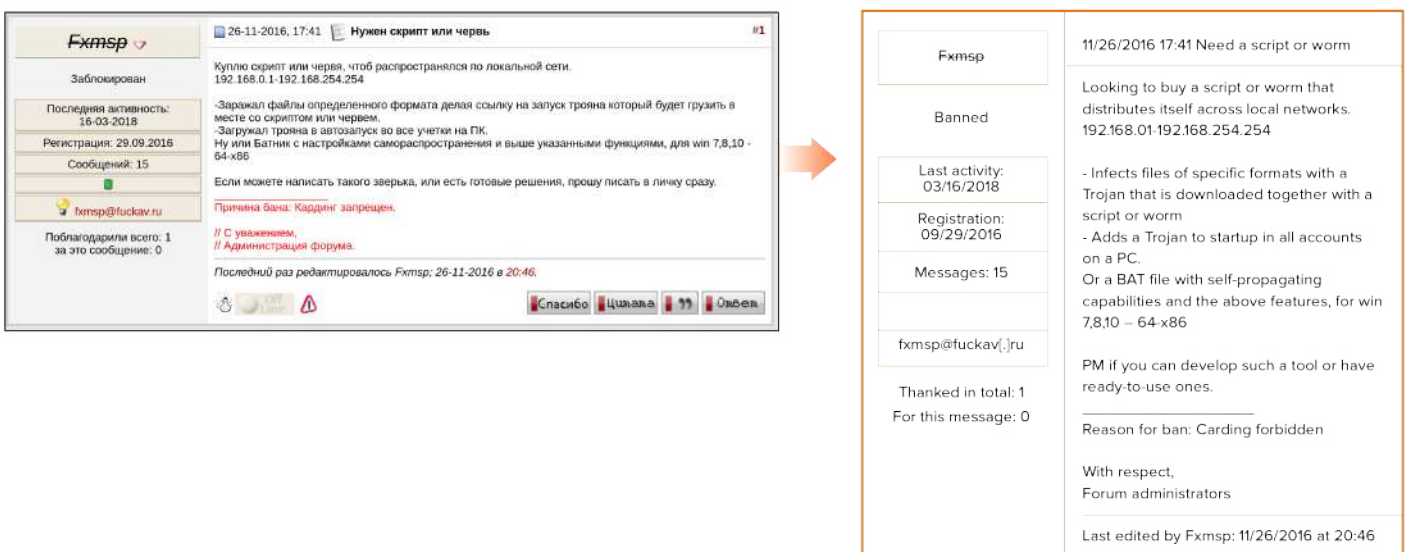 Fxmsp
Заблокирован
Последняя активность:
16-03-2018
Регистрация: 29.09.2016
Сообщений: 15
fxmsp@fuckav.ru
Поблагодарили всего: 1
за это сообщение: 0
26-11-2016, 17:41 Нужен скрипт или червь #1
Куплю скрипт или червя, чтоб распространялся по локальной сети.
192.168.0.1-192.168.254.254
-Заражал файлы определенного формата делая ссылку на запуск трояна который будет грузить в
месте со скриптом или червем.
-Загружал трояна в автозапуск во все учетки на ПК.
Ну или Батник с настройками самораспространения и выше указанными функциями, для win 7,8,10 -
64-x86
Если можете написать такого зверька, или есть готовые решения, прошу писать в личку сразу.
Причина бана: Кардинг запрещен.
// С уважением,
// Администрация форума.
Последний раз редактировалось Fxmsp; 26-11-2016 в 20:46.
Off Line
Спасибо Цитата Ответ
Fxmsp
Banned
Last activity:
03/16/2018
Registration:
09/29/2016
Messages: 15
fxmsp@fuckav[.]ru
Thanked in total: 1
For this message: 0
11/26/2016 17:41 Need a script or worm
Looking to buy a script or worm that
distributes itself across local networks.
192.168.01-192.168.254.254
- Infects files of specific formats with a
Trojan that is downloaded together with a
script or worm
- Adds a Trojan to startup in all accounts
on a PC.
Or a BAT file with self-propagating
capabilities and the above features, for win
7,8,10 – 64-x86
PM if you can develop such a tool or have
ready-to-use ones.
Reason for ban: Carding forbidden
With respect,
Forum administrators
Last edited by Fxmsp: 11/26/2016 at 20:46